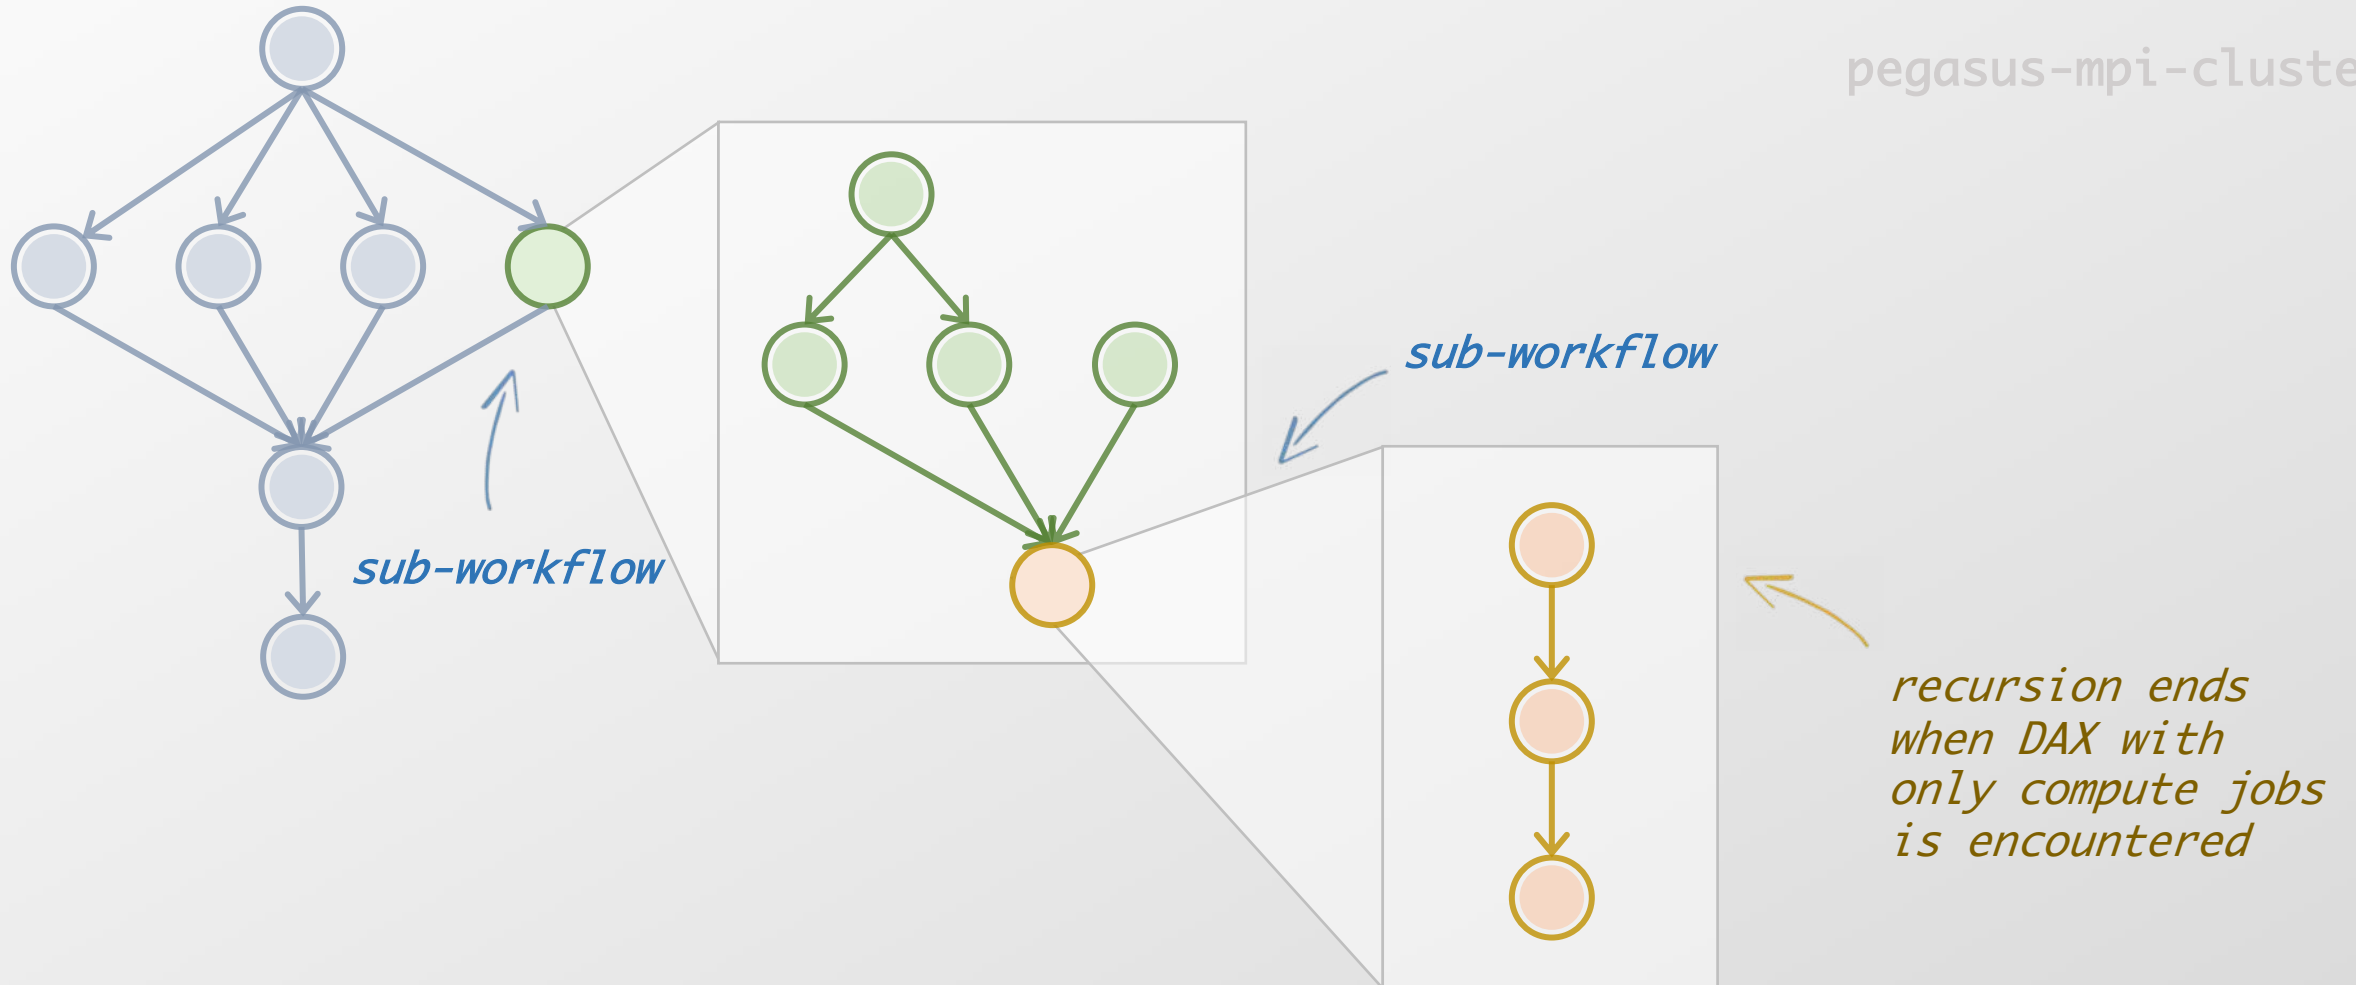 pegasus-mpi-cluste
sub-workflow
sub-workflow
recursion ends
when DAX with
only compute jobs
is encountered